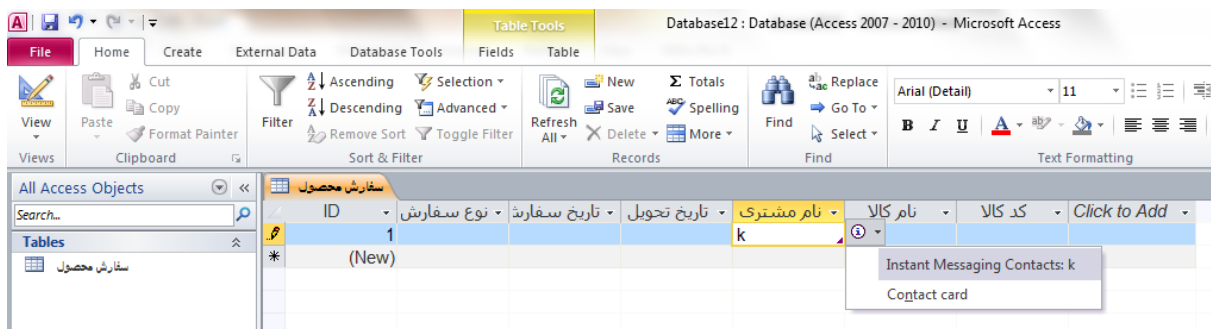 Table Tools
Database12 : Database (Access 2007 - 2010) - Microsoft Access
File Home Create External Data Database Tools Fields Table
Cut Ascending Selection New Totals Replace Arial (Detail) 11
Copy Descending Advanced Save Spelling Go To
View Paste Format Painter Filter Remove Sort Toggle Filter Refresh All Delete More Find Select B I U A
Views Clipboard Sort & Filter Records Find Text Formatting
All Access Objects سفارش محصول
Search... ID نوع سفارش تاریخ سفارش تاریخ تحویل نام مشتری نام کالا کد کالا Click to Add
Tables 1 k
سفارش محصول (New)
Instant Messaging Contacts: k
Contact card